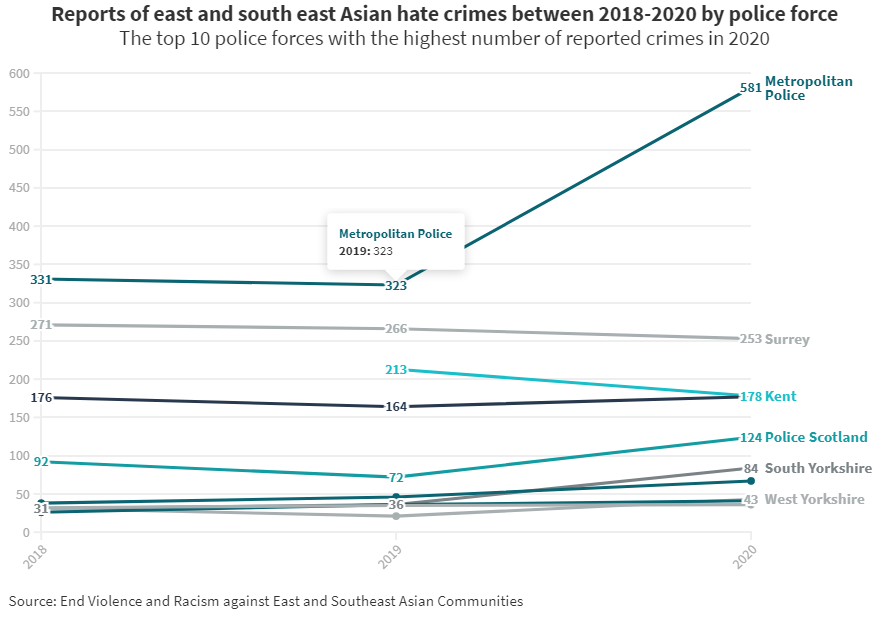 Reports of east and south east Asian hate crimes between 2018-2020 by police force
The top 10 police forces with the highest number of reported crimes in 2020
600
550
500
450
400
350
300
250
200
150
100
50
0
581 Metropolitan
Police
Metropolitan Police
2019: 323
331
323
271
266
253 Surrey
213
178 Kent
176
164
124 Police Scotland
92
72
84 South Yorkshire
31
36
43 West Yorkshire
2018
2019
2020
Source: End Violence and Racism against East and Southeast Asian Communities